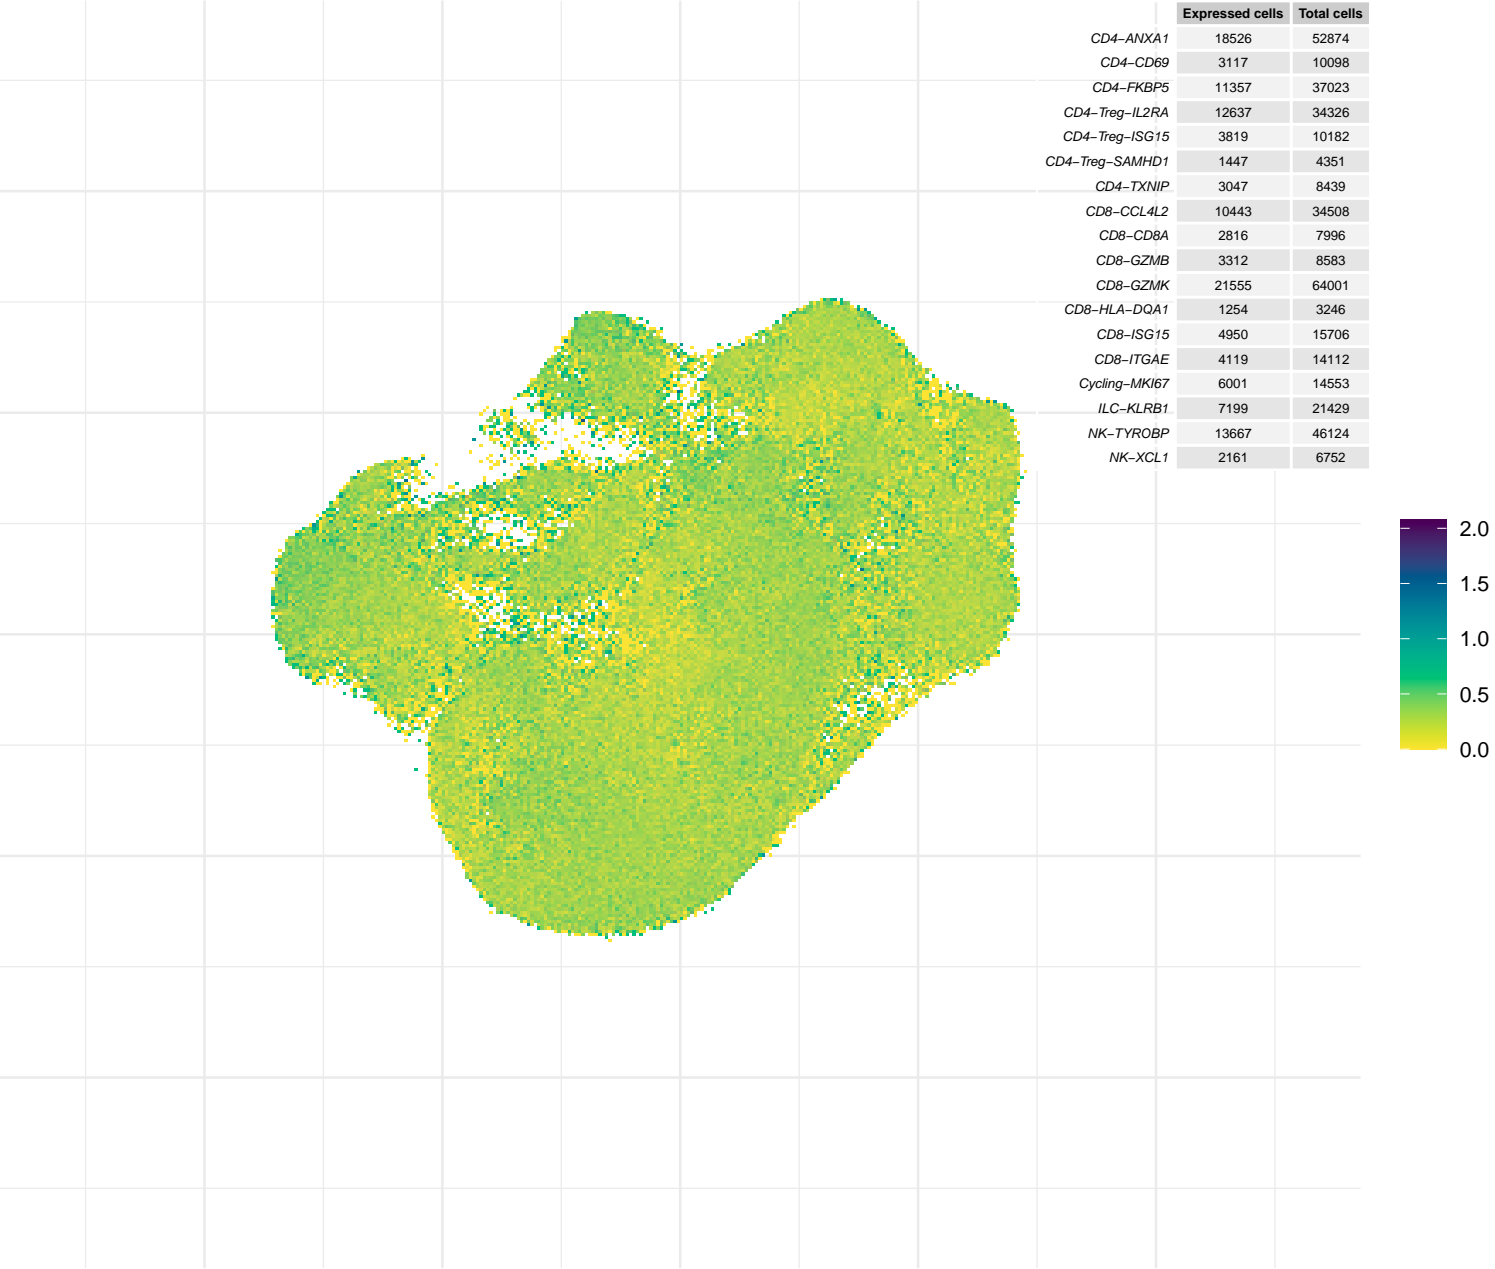 Expressed cells Total cells
CD4−ANXA1 18526 52874
CD4−CD69 3117 10098
CD4−FKBP5 11357 37023
CD4−Treg−IL2RA 12637 34326
CD4−Treg−ISG15 3819 10182
CD4−Treg−SAMHD1 1447 4351
CD4−TXNIP 3047 8439
CD8−CCL4L2 10443 34508
CD8−CD8A 2816 7996
CD8−GZMB 3312 8583
CD8−GZMK 21555 64001
CD8−HLA−DQA1 1254 3246
CD8−ISG15 4950 15706
CD8−ITGAE 4119 14112
Cycling−MKI67 6001 14553
ILC−KLRB1 7199 21429
NK−TYROBP 13667 46124
NK−XCL1 2161 6752
2.0
1.5
1.0
0.5
0.0